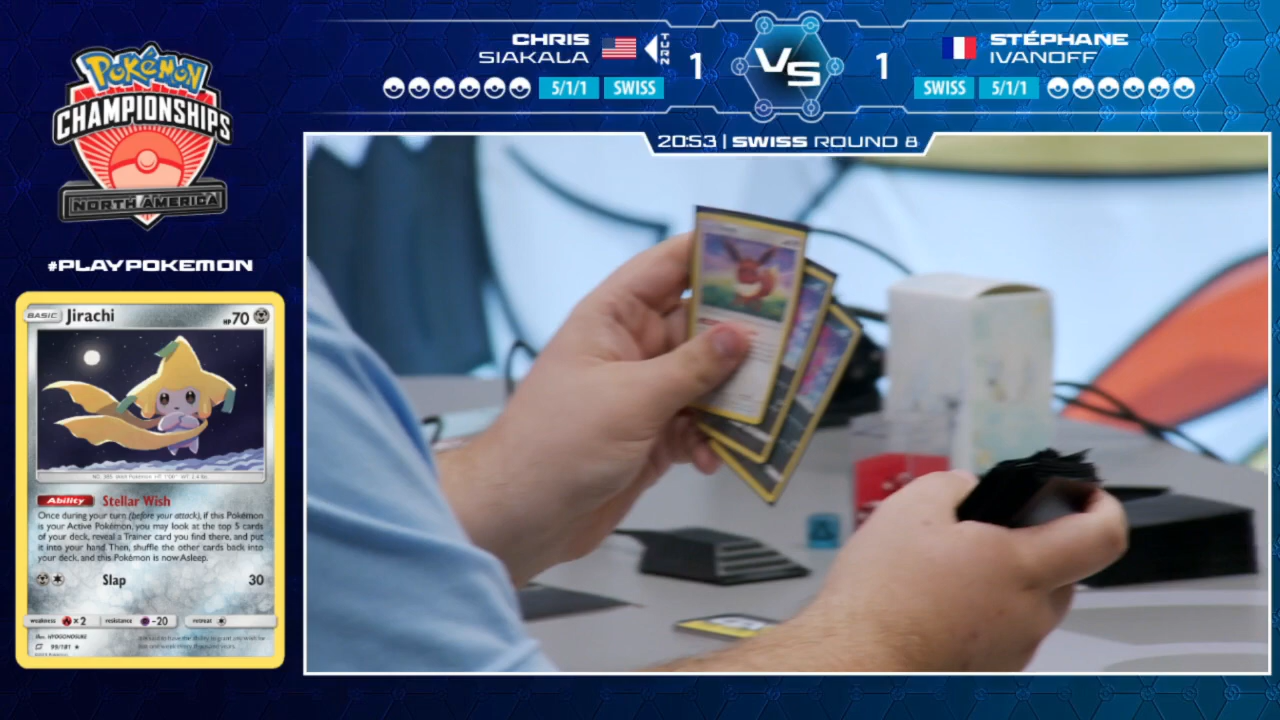 Pokémon
CHAMPIONSHIPS
NORTH AMERICA
#PLAYPOKEMON
CHRIS
SIAKALA
TURN
1
5/1/1
SWISS
VS
1
STÉPHANE
IVANOFF
SWISS
5/1/1
20:53 | SWISS ROUND 8
BASIC Jirachi HP70
Ability Stellar Wish
Once during your turn (before your attack), if this Pokémon
is your Active Pokémon, you may look at the top 5 cards
of your deck, reveal a Trainer card you find there, and put
it into your hand. Then, shuffle the other cards back into
your deck, and this Pokémon is now Asleep.
Slap 30
weakness x2 resistance -20 retreat
99/181